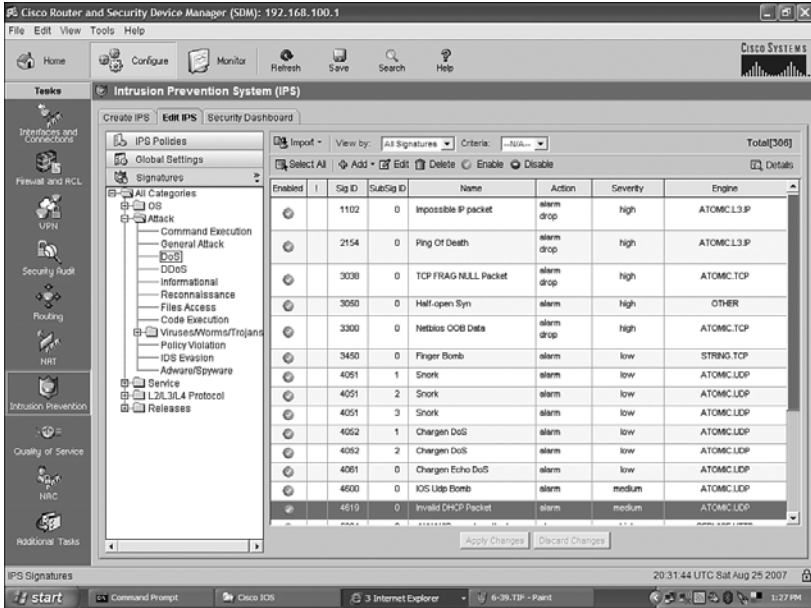 Cisco Router and Security Device Manager (SDM): 192.168.100.1
File Edit View Tools Help
Home Configure Monitor Refresh Save Search Help
CISCO SYSTEMS
Tasks
Intrusion Prevention System (IPS)
Interfaces and Connections
Firewall and ACL
VPN
Security Audit
Routing
NAT
Intrusion Prevention
Quality of Service
NAC
Additional Tasks
Create IPS Edit IPS Security Dashboard
IPS Policies
Global Settings
Signatures
All Categories
OS
Attack
Command Execution
General Attack
DoS
DDoS
Informational
Reconnaissance
Files Access
Code Execution
Viruses/Worms/Trojans
Policy Violation
IDS Evasion
Adware/Spyware
Service
L2/L3/L4 Protocol
Releases
Import View by: All Signatures Criteria: --N/A-- Total[306]
Select All Add Edit Delete Enable Disable Details
Enabled ! Sig ID SubSig ID Name Action Severity Engine
1102 0 Impossible IP packet alarm drop high ATOMIC.L3.IP
2154 0 Ping Of Death alarm drop high ATOMIC.L3.IP
3038 0 TCP FRAG NULL Packet alarm drop high ATOMIC.TCP
3050 0 Half-open Syn alarm high OTHER
3300 0 Netbios OOB Data alarm drop high ATOMIC.TCP
3450 0 Finger Bomb alarm low STRING.TCP
4051 1 Snork alarm low ATOMIC.UDP
4051 2 Snork alarm low ATOMIC.UDP
4051 3 Snork alarm low ATOMIC.UDP
4052 1 Chargen DoS alarm low ATOMIC.UDP
4052 2 Chargen DoS alarm low ATOMIC.UDP
4061 0 Chargen Echo DoS alarm low ATOMIC.UDP
4600 0 IOS Udp Bomb alarm medium ATOMIC.UDP
4619 0 Invalid DHCP Packet alarm medium ATOMIC.UDP
Apply Changes Discard Changes
IPS Signatures 20:31:44 UTC Sat Aug 25 2007
start Command Prompt Cisco IOS 3 Internet Explorer 6-39.TIF - Paint 1:27 PM